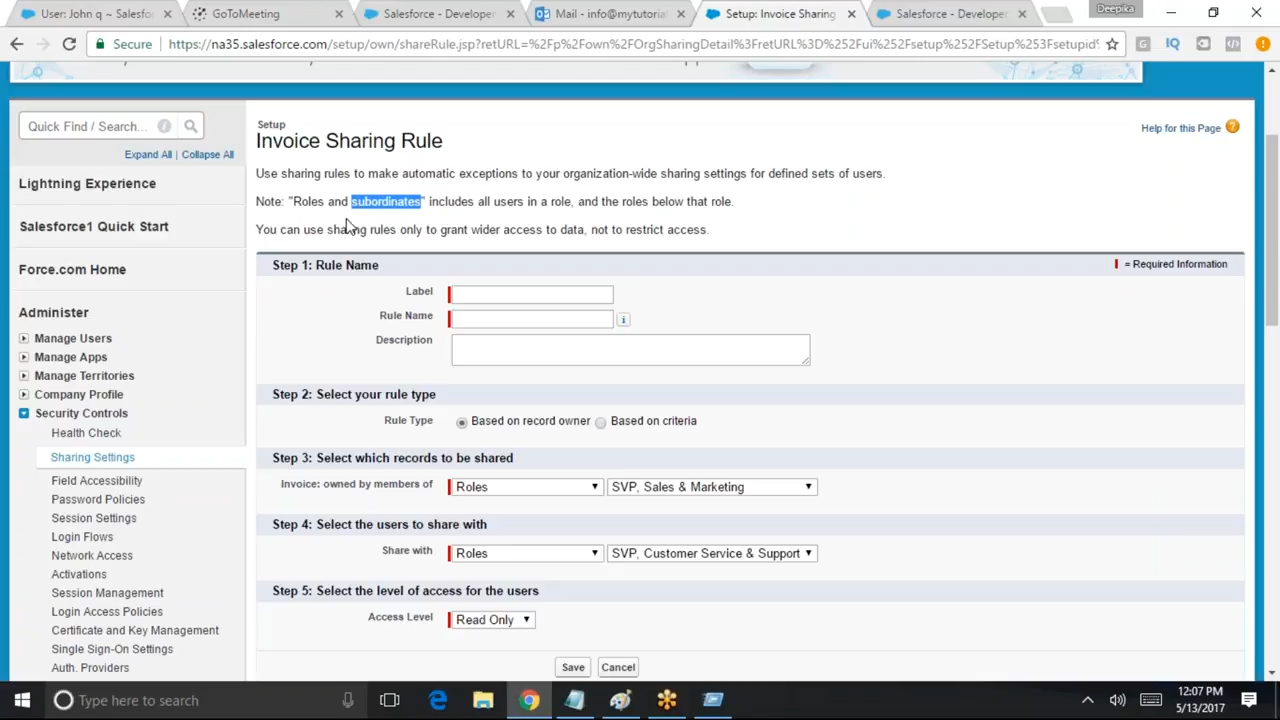 User: John q ~ Salesfo
GoToMeeting
Salesforce - Develope
Mail - info@mytutoria
Setup: Invoice Sharing
Salesforce - Develope
Deepika
Secure
https://na35.salesforce.com/setup/own/shareRule.jsp?retURL=%2Fp%2Fown%2FOrgSharingDetail%3FretURL%3D%252Fui%252Fsetup%252FSetup%253Fsetupid%
Quick Find / Search...
Expand All | Collapse All
Lightning Experience
Salesforce1 Quick Start
Force.com Home
Administer
Manage Users
Manage Apps
Manage Territories
Company Profile
Security Controls
Health Check
Sharing Settings
Field Accessibility
Password Policies
Session Settings
Login Flows
Network Access
Activations
Session Management
Login Access Policies
Certificate and Key Management
Single Sign-On Settings
Auth. Providers
Setup
Invoice Sharing Rule
Help for this Page
Use sharing rules to make automatic exceptions to your organization-wide sharing settings for defined sets of users.
Note: "Roles and subordinates" includes all users in a role, and the roles below that role.
You can use sharing rules only to grant wider access to data, not to restrict access.
Step 1: Rule Name
= Required Information
Label
Rule Name
Description
Step 2: Select your rule type
Rule Type Based on record owner Based on criteria
Step 3: Select which records to be shared
Invoice: owned by members of Roles SVP, Sales & Marketing
Step 4: Select the users to share with
Share with Roles SVP, Customer Service & Support
Step 5: Select the level of access for the users
Access Level Read Only
Save Cancel
Type here to search
12:07 PM
5/13/2017